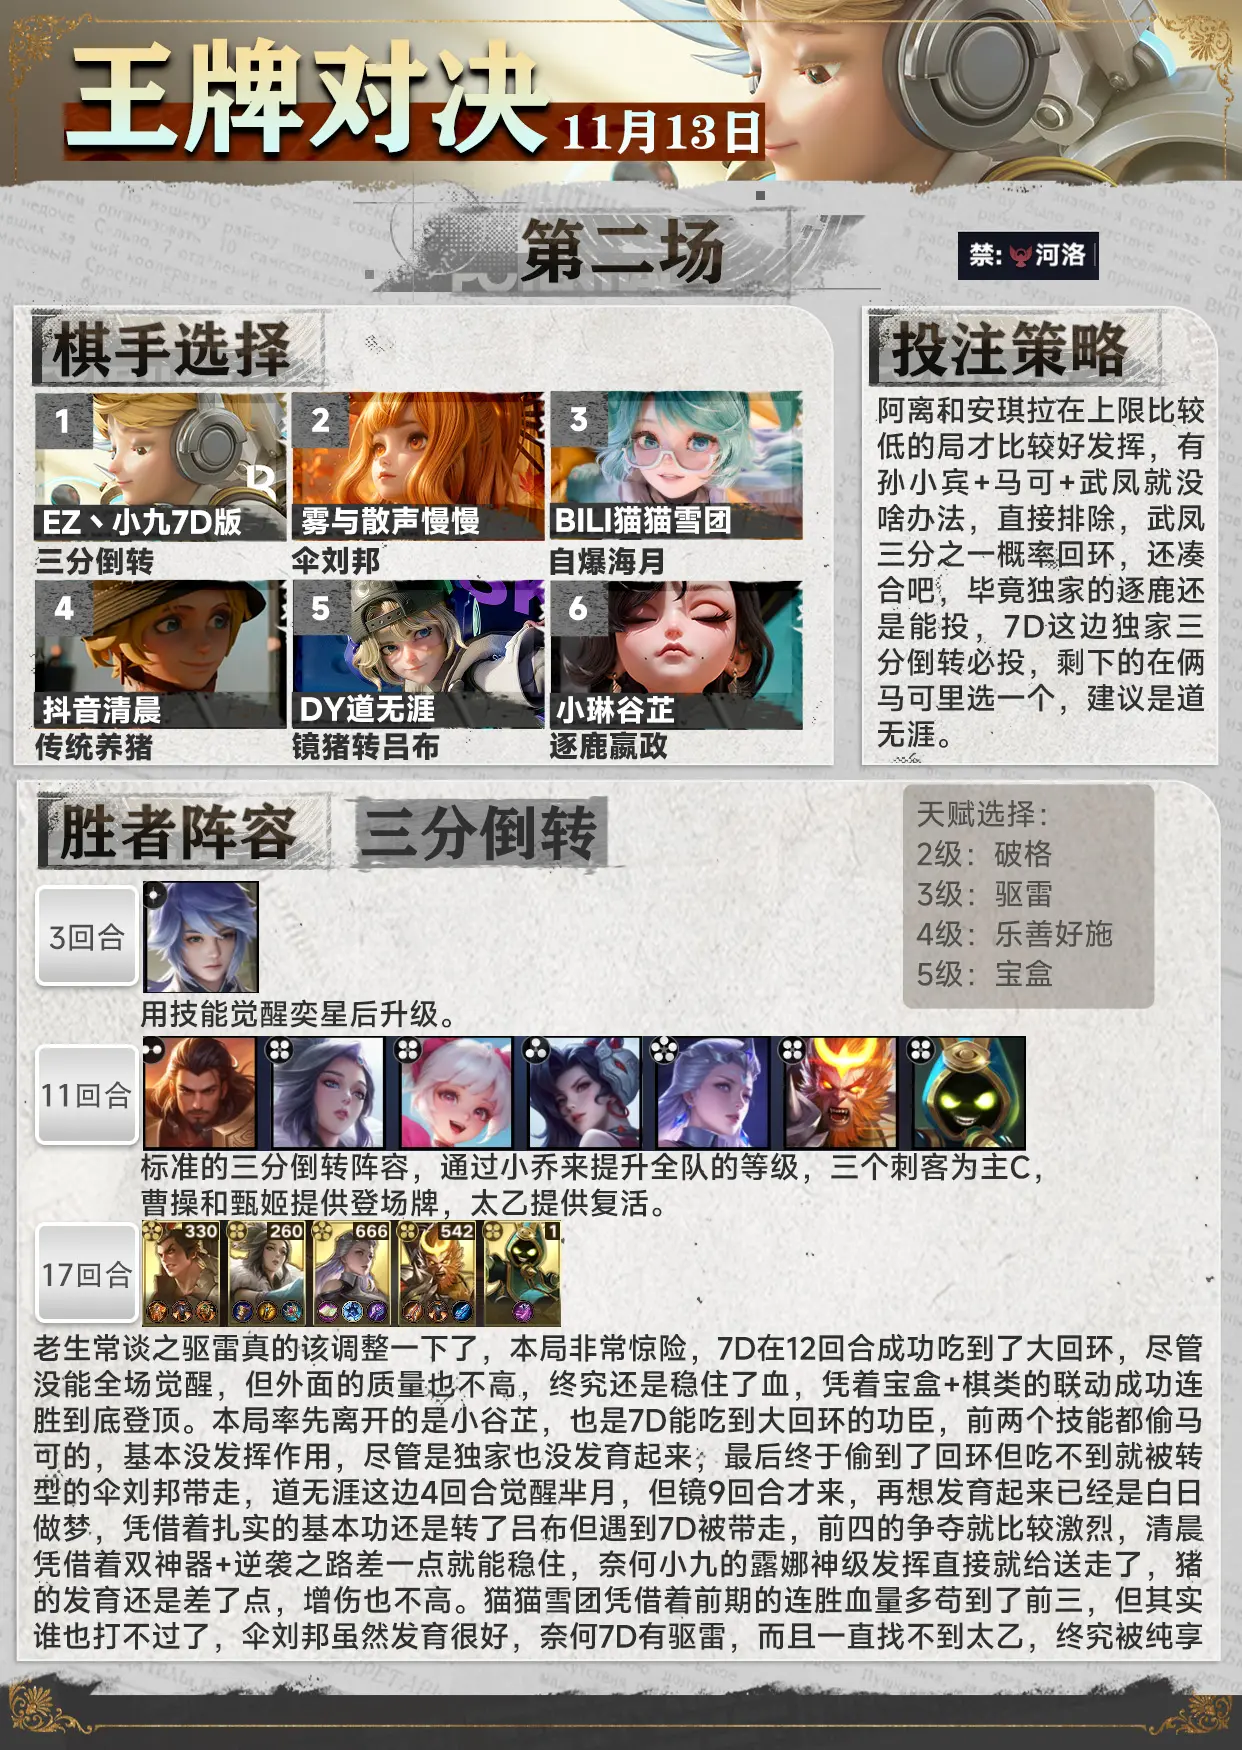 王牌对决 11月13日
第二场
禁: 河洛
棋手选择
1
EZ丶小九7D版
三分倒转
2
雾与散声慢慢
伞刘邦
3
BILI猫猫雪团
自爆海月
4
抖音清晨
传统养猪
5
DY道无涯
镜猪转吕布
6
小琳谷芷
逐鹿嬴政
投注策略
阿离和安琪拉在上限比较
低的局才比较好发挥，有
孙小宾+马可+武凤就没
啥办法，直接排除，武凤
三分之一概率回环，还凑
合吧，毕竟独家的逐鹿还
是能投，7D这边独家三
分倒转必投，剩下的在俩
马可里选一个，建议是道
无涯。
胜者阵容 三分倒转
天赋选择：
2级：破格
3级：驱雷
4级：乐善好施
5级：宝盒
3回合
用技能觉醒奕星后升级。
11回合
标准的三分倒转阵容，通过小乔来提升全队的等级，三个刺客为主C，
曹操和甄姬提供登场牌，太乙提供复活。
17回合
330 260 666 542 1
老生常谈之驱雷真的该调整一下了，本局非常惊险，7D在12回合成功吃到了大回环，尽管
没能全场觉醒，但外面的质量也不高，终究还是稳住了血，凭着宝盒+棋类的联动成功连
胜到底登顶。本局率先离开的是小谷芷，也是7D能吃到大回环的功臣，前两个技能都偷马
可的，基本没发挥作用，尽管是独家也没发育起来；最后终于偷到了回环但吃不到就被转
型的伞刘邦带走，道无涯这边4回合觉醒芈月，但镜9回合才来，再想发育起来已经是白日
做梦，凭借着扎实的基本功还是转了吕布但遇到7D被带走，前四的争夺就比较激烈，清晨
凭借着双神器+逆袭之路差一点就能稳住，奈何小九的露娜神级发挥直接就给送走了，猪
的发育还是差了点，增伤也不高。猫猫雪团凭借着前期的连胜血量多苟到了前三，但其实
谁也打不过了，伞刘邦虽然发育很好，奈何7D有驱雷，而且一直找不到太乙，终究被纯享